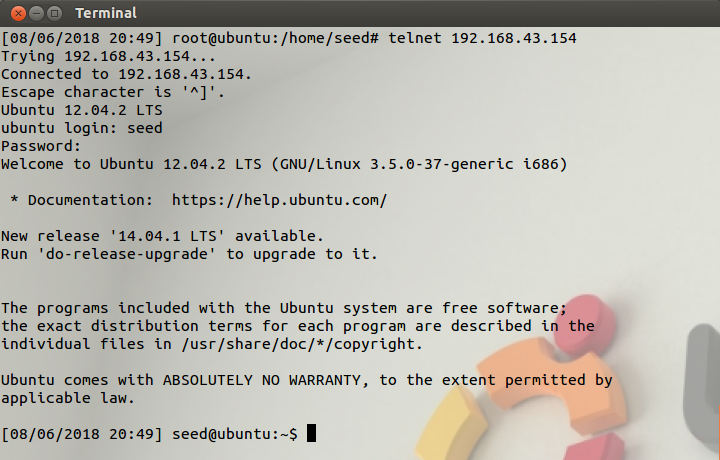 Terminal
[08/06/2018 20:49] root@ubuntu:/home/seed# telnet 192.168.43.154
Trying 192.168.43.154...
Connected to 192.168.43.154.
Escape character is '^]'.
Ubuntu 12.04.2 LTS
ubuntu login: seed
Password:
Welcome to Ubuntu 12.04.2 LTS (GNU/Linux 3.5.0-37-generic i686)
 * Documentation:  https://help.ubuntu.com/
New release '14.04.1 LTS' available.
Run 'do-release-upgrade' to upgrade to it.
The programs included with the Ubuntu system are free software;
the exact distribution terms for each program are described in the
individual files in /usr/share/doc/*/copyright.
Ubuntu comes with ABSOLUTELY NO WARRANTY, to the extent permitted by
applicable law.
[08/06/2018 20:49] seed@ubuntu:~$